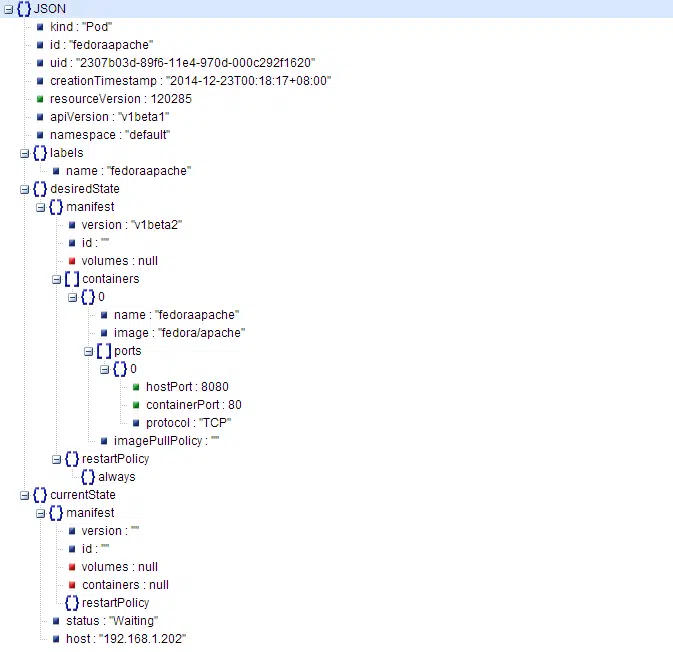 {} JSON
kind : "Pod"
id : "fedoraapache"
uid : "2307b03d-89f6-11e4-970d-000c292f1620"
creationTimestamp : "2014-12-23T00:18:17+08:00"
resourceVersion : 120285
apiVersion : "v1beta1"
namespace : "default"
{} labels
name : "fedoraapache"
{} desiredState
{} manifest
version : "v1beta2"
id : ""
volumes : null
[] containers
{} 0
name : "fedoraapache"
image : "fedora/apache"
[] ports
{} 0
hostPort : 8080
containerPort : 80
protocol : "TCP"
imagePullPolicy : ""
{} restartPolicy
{} always
{} currentState
{} manifest
version : ""
id : ""
volumes : null
containers : null
{} restartPolicy
status : "Waiting"
host : "192.168.1.202"